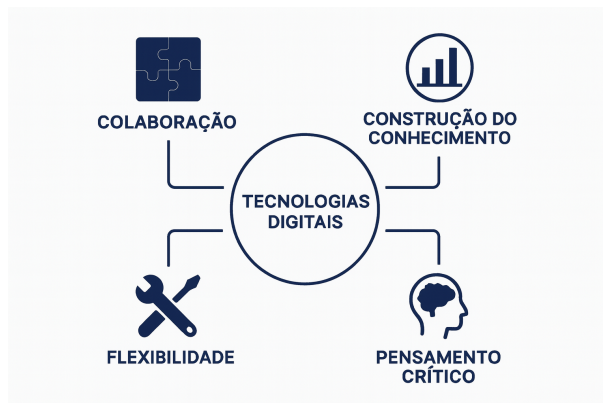 COLABORAÇÃO
CONSTRUÇÃO DO
CONHECIMENTO
TECNOLOGIAS
DIGITAIS
FLEXIBILIDADE
PENSAMENTO
CRÍTICO